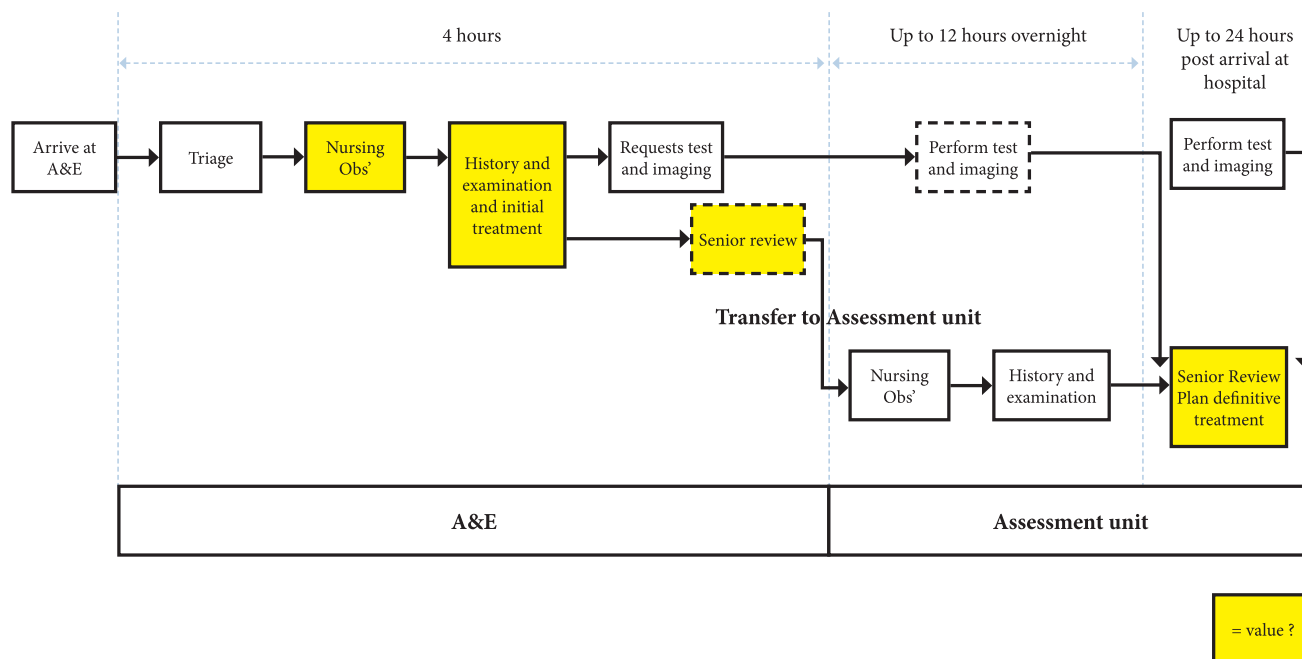 4 hours
Up to 12 hours overnight
Up to 24 hours
post arrival at
hospital
Arrive at
A&E
Triage
Nursing
Obs’
History and
examination
and initial
treatment
Requests test
and imaging
Perform test
and imaging
Perform test
and imaging
Senior review
Transfer to Assessment unit
Nursing
Obs’
History and
examination
Senior Review
Plan definitive
treatment
A&E
Assessment unit
= value ?